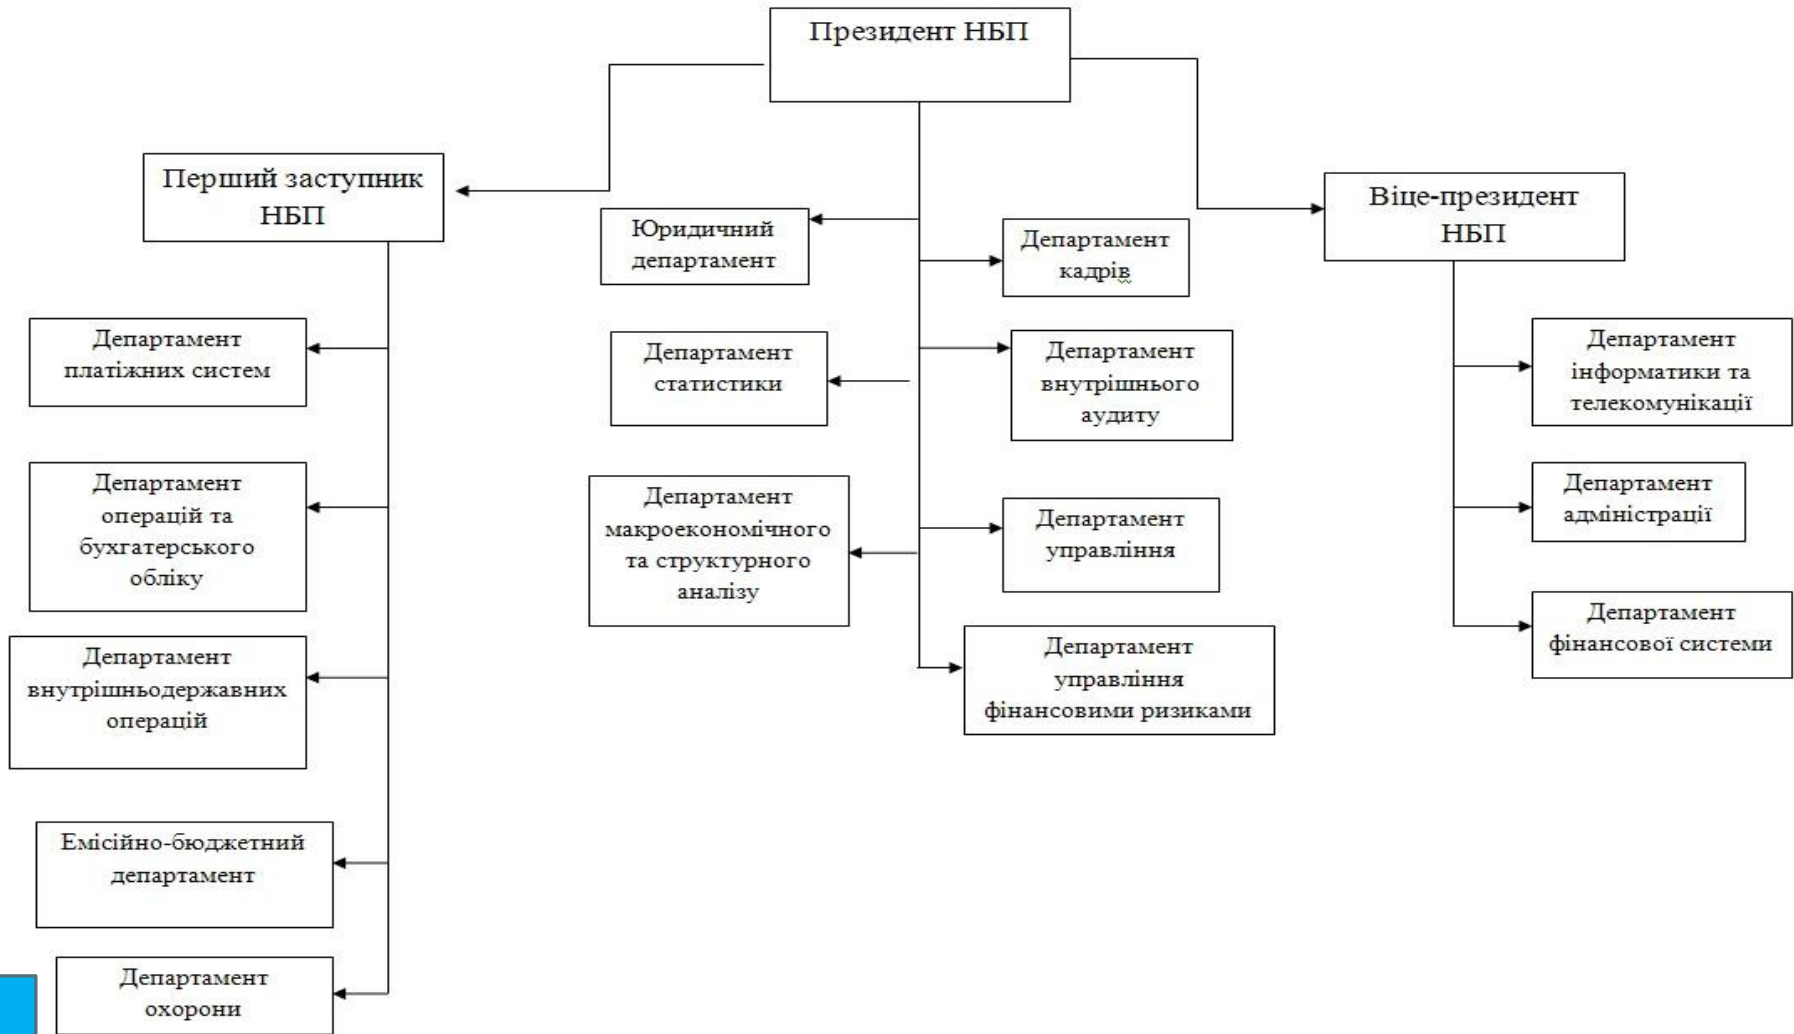 Президент НБП
Перший заступник
НБП
Віце-президент
НБП
Юридичний
департамент
Департамент
кадрів
Департамент
платіжних систем
Департамент
статистики
Департамент
внутрішнього
аудиту
Департамент
інформатики та
телекомунікації
Департамент
операцій та
бухгатерського
обліку
Департамент
макроекономічного
та структурного
аналізу
Департамент
управління
Департамент
адміністрації
Департамент
внутрішньодержавних
операцій
Департамент
управління
фінансовими ризиками
Департамент
фінансової системи
Емісійно-бюджетний
департамент
Департамент
охорони